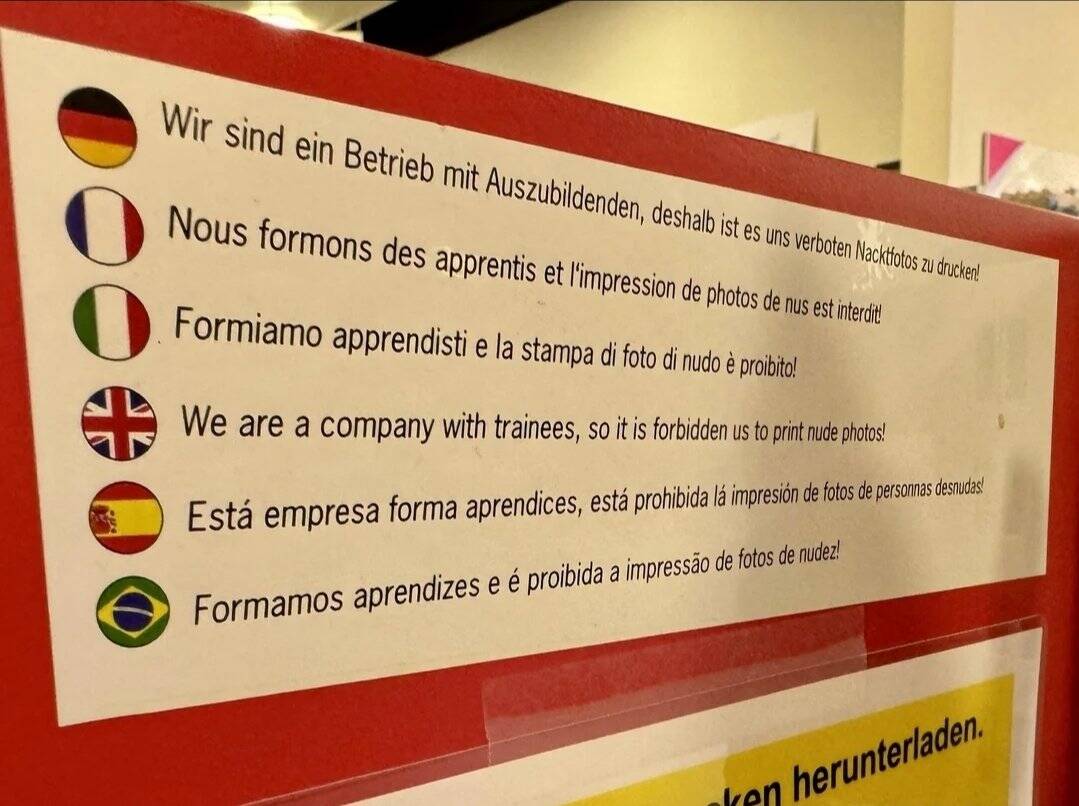 Wir sind ein Betrieb mit Auszubildenden, deshalb ist es uns verboten Nacktfotos zu drucken!
Nous formons des apprentis et l'impression de photos de nus est interdit!
Formiamo apprendisti e la stampa di foto di nudo è proibito!
We are a company with trainees, so it is forbidden us to print nude photos!
Está empresa forma aprendices, está prohibida lá impresión de fotos de personnas desnudas!
Formamos aprendizes e é proibida a impressão de fotos de nudez!
herunterladen.